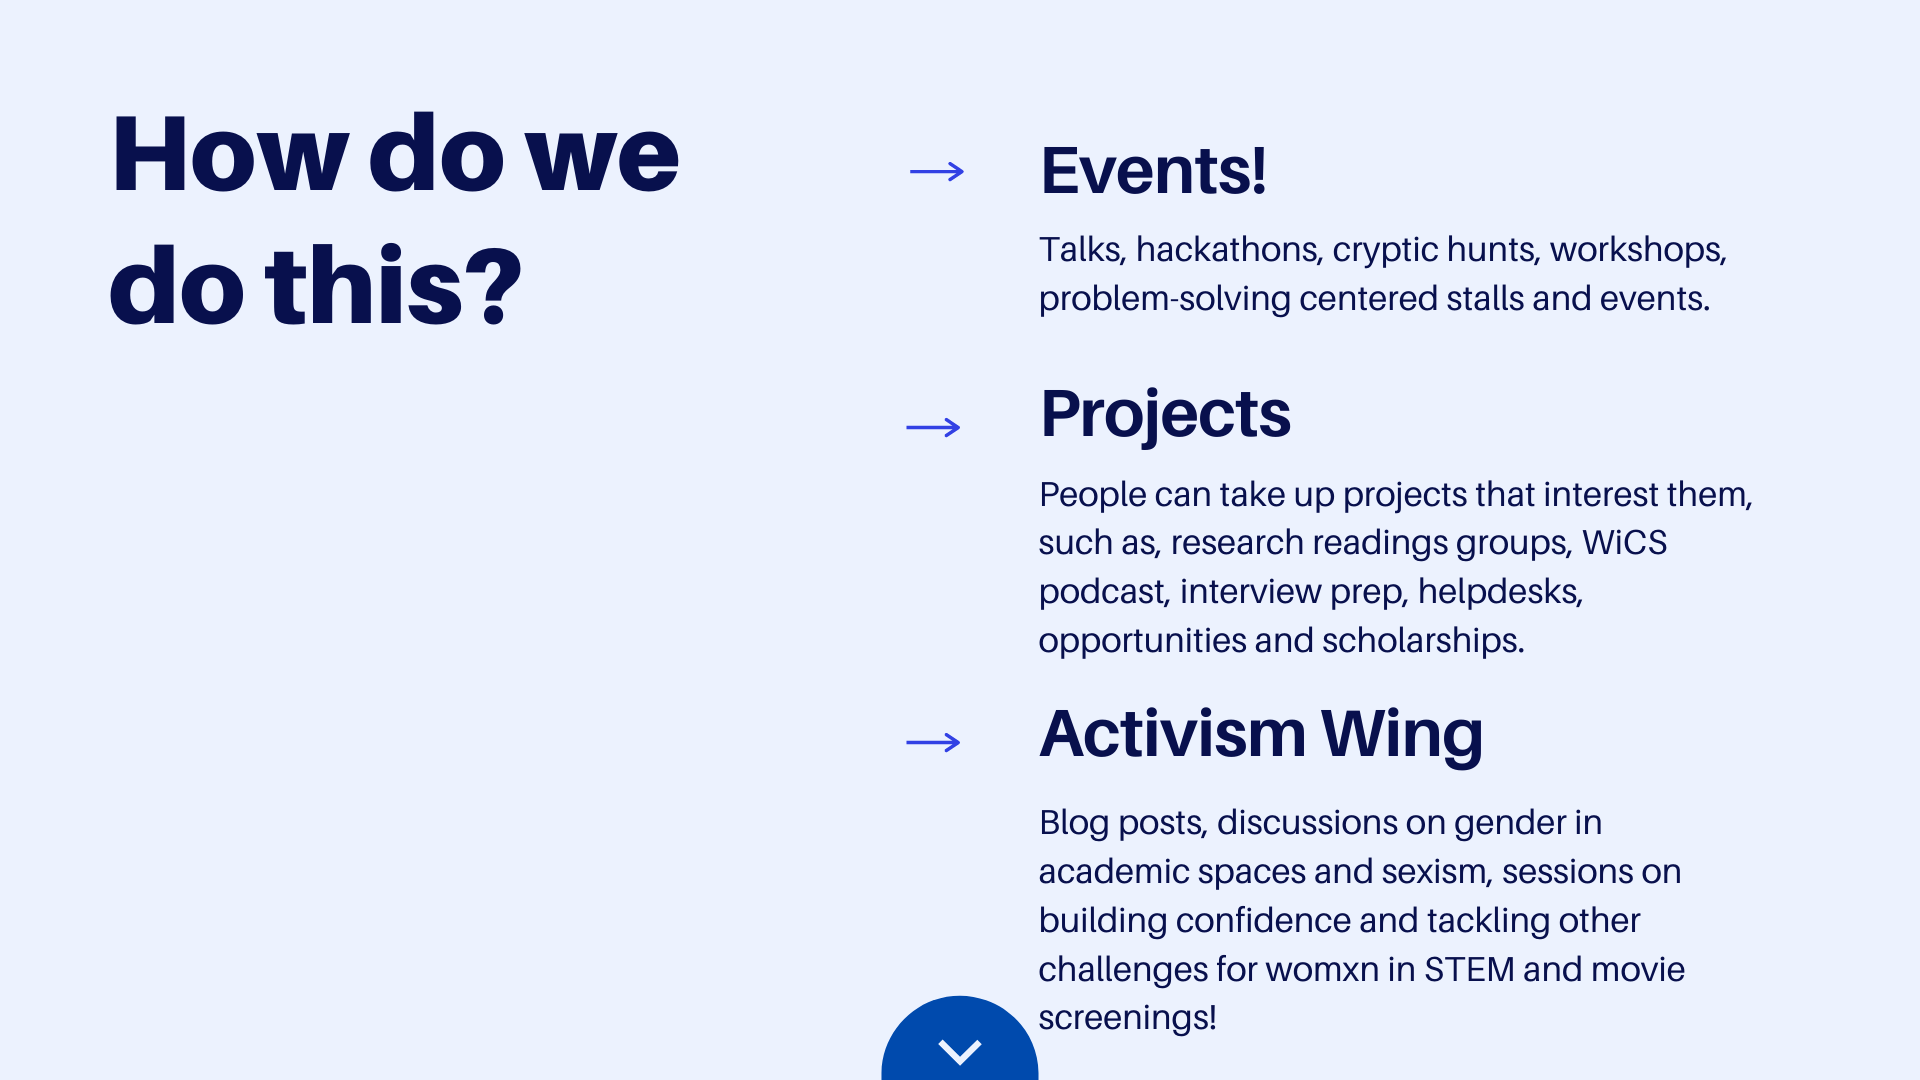 How do we
do this?
Events!
Talks, hackathons, cryptic hunts, workshops,
problem-solving centered stalls and events.
Projects
People can take up projects that interest them,
such as, research readings groups, WiCS
podcast, interview prep, helpdesks,
opportunities and scholarships.
Activism Wing
Blog posts, discussions on gender in
academic spaces and sexism, sessions on
building confidence and tackling other
challenges for womxn in STEM and movie
screenings!